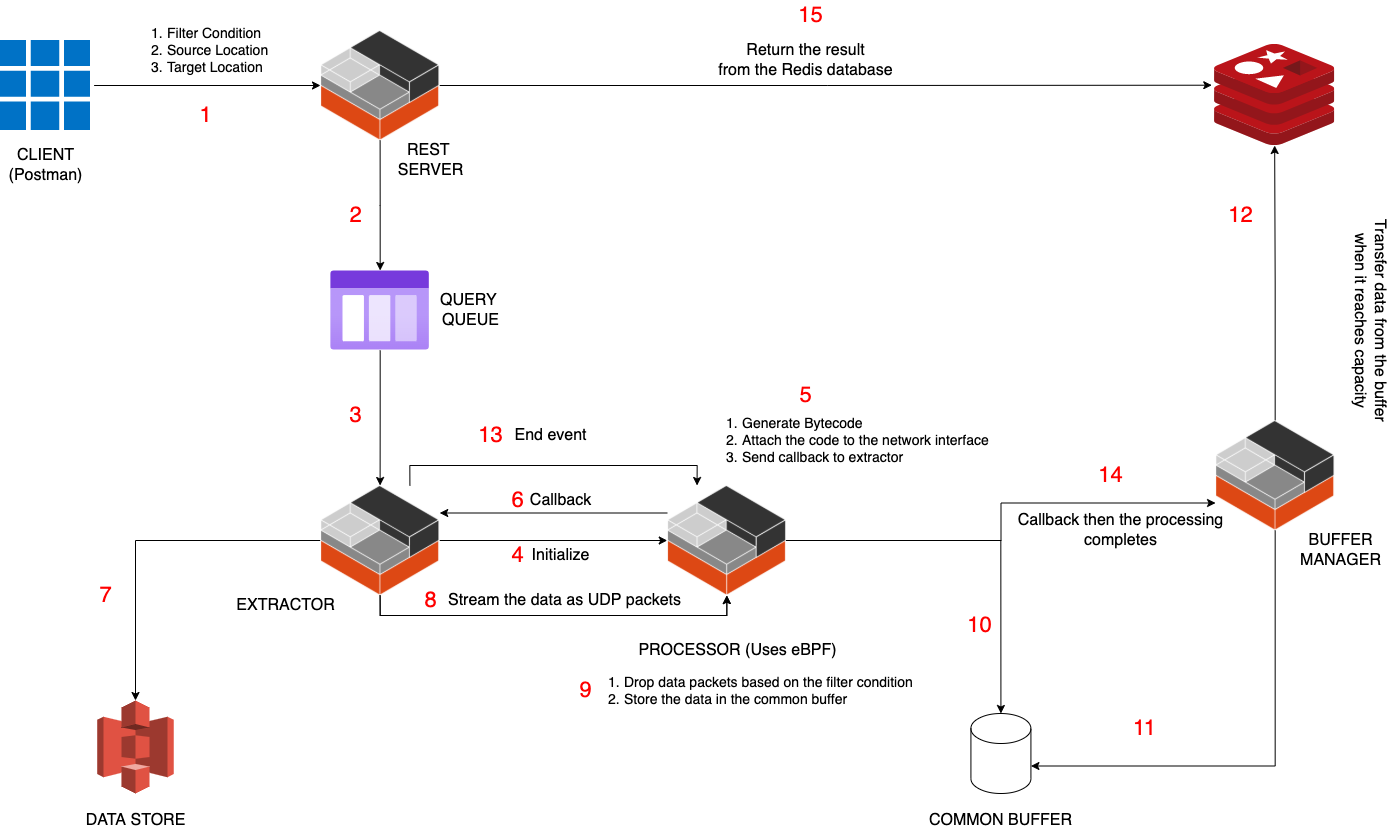 15
1. Filter Condition
2. Source Location
3. Target Location
Return the result
from the Redis database
1
CLIENT
(Postman)
REST
SERVER
2
12
Transfer data from the buffer
when it reaches capacity
QUERY
QUEUE
3
5
1. Generate Bytecode
2. Attach the code to the network interface
3. Send callback to extractor
13 End event
14
6 Callback
Callback then the processing
completes
4 Initialize
BUFFER
MANAGER
7
EXTRACTOR
8 Stream the data as UDP packets
10
PROCESSOR (Uses eBPF)
9
1. Drop data packets based on the filter condition
2. Store the data in the common buffer
11
DATA STORE
COMMON BUFFER